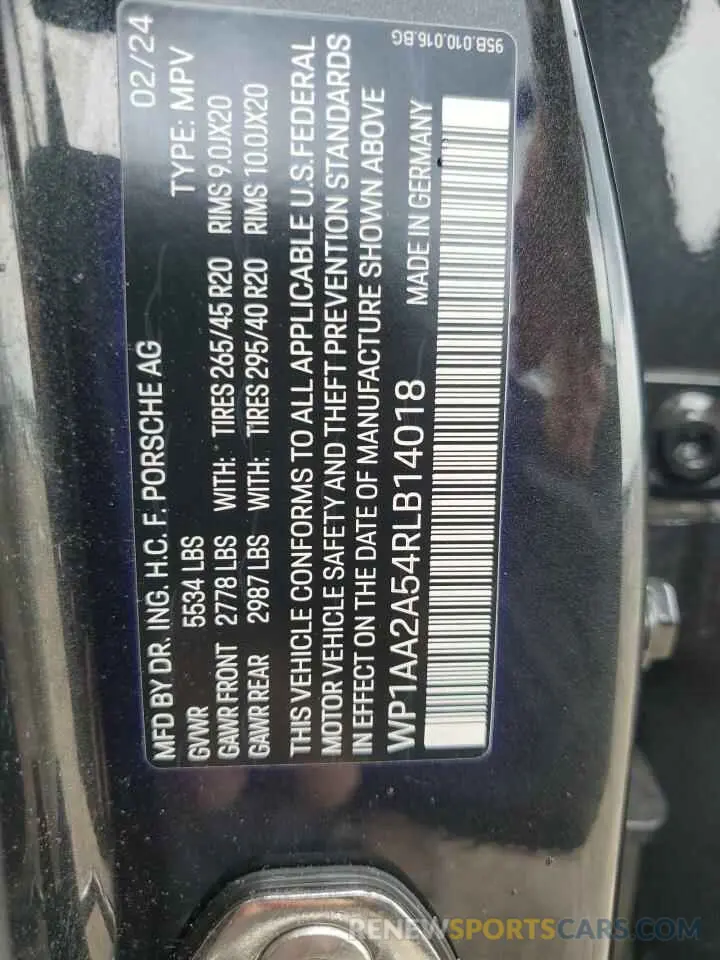 MFD BY DR. ING. H.C. F. PORSCHE AG 02/24
GVWR 5534 LBS TYPE: MPV
GAWR FRONT 2778 LBS WITH: TIRES 265/45 R20 RIMS 9.0JX20
GAWR REAR 2987 LBS WITH: TIRES 295/40 R20 RIMS 10.0JX20
THIS VEHICLE CONFORMS TO ALL APPLICABLE U.S. FEDERAL
MOTOR VEHICLE SAFETY AND THEFT PREVENTION STANDARDS
IN EFFECT ON THE DATE OF MANUFACTURE SHOWN ABOVE
WP1AA2A54RLB14018 MADE IN GERMANY
95B.010.016.BG
RENEWSPORTSCARS.COM